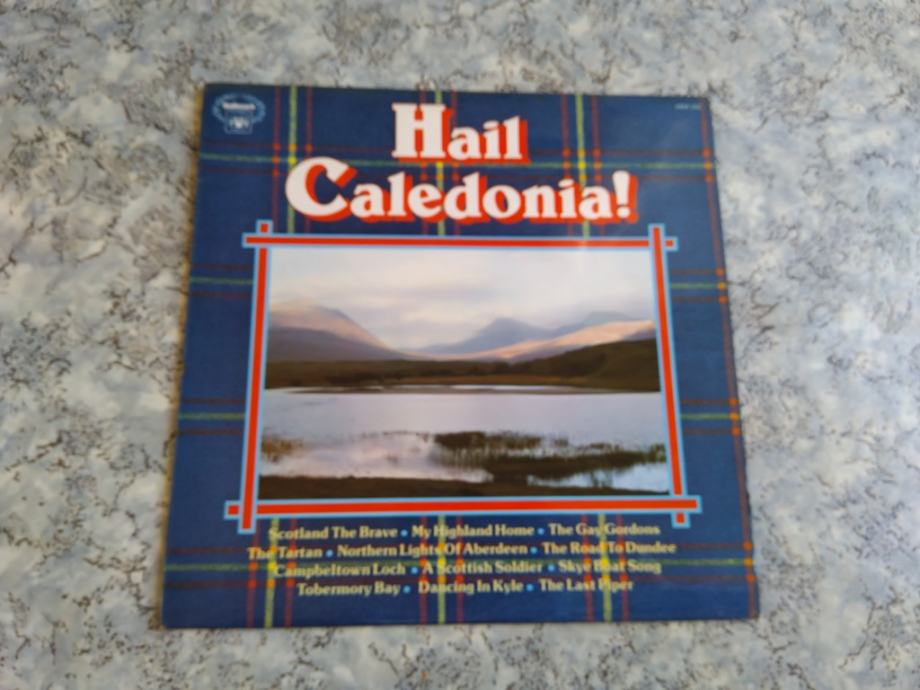 Hail
Caledonia!
Scotland The Brave • My Highland Home • The Gay Gordons
The Tartan • Northern Lights Of Aberdeen • The Road To Dundee
Campbeltown Loch • A Scottish Soldier • Skye Boat Song
Tobermory Bay • Dancing In Kyle • The Last Piper